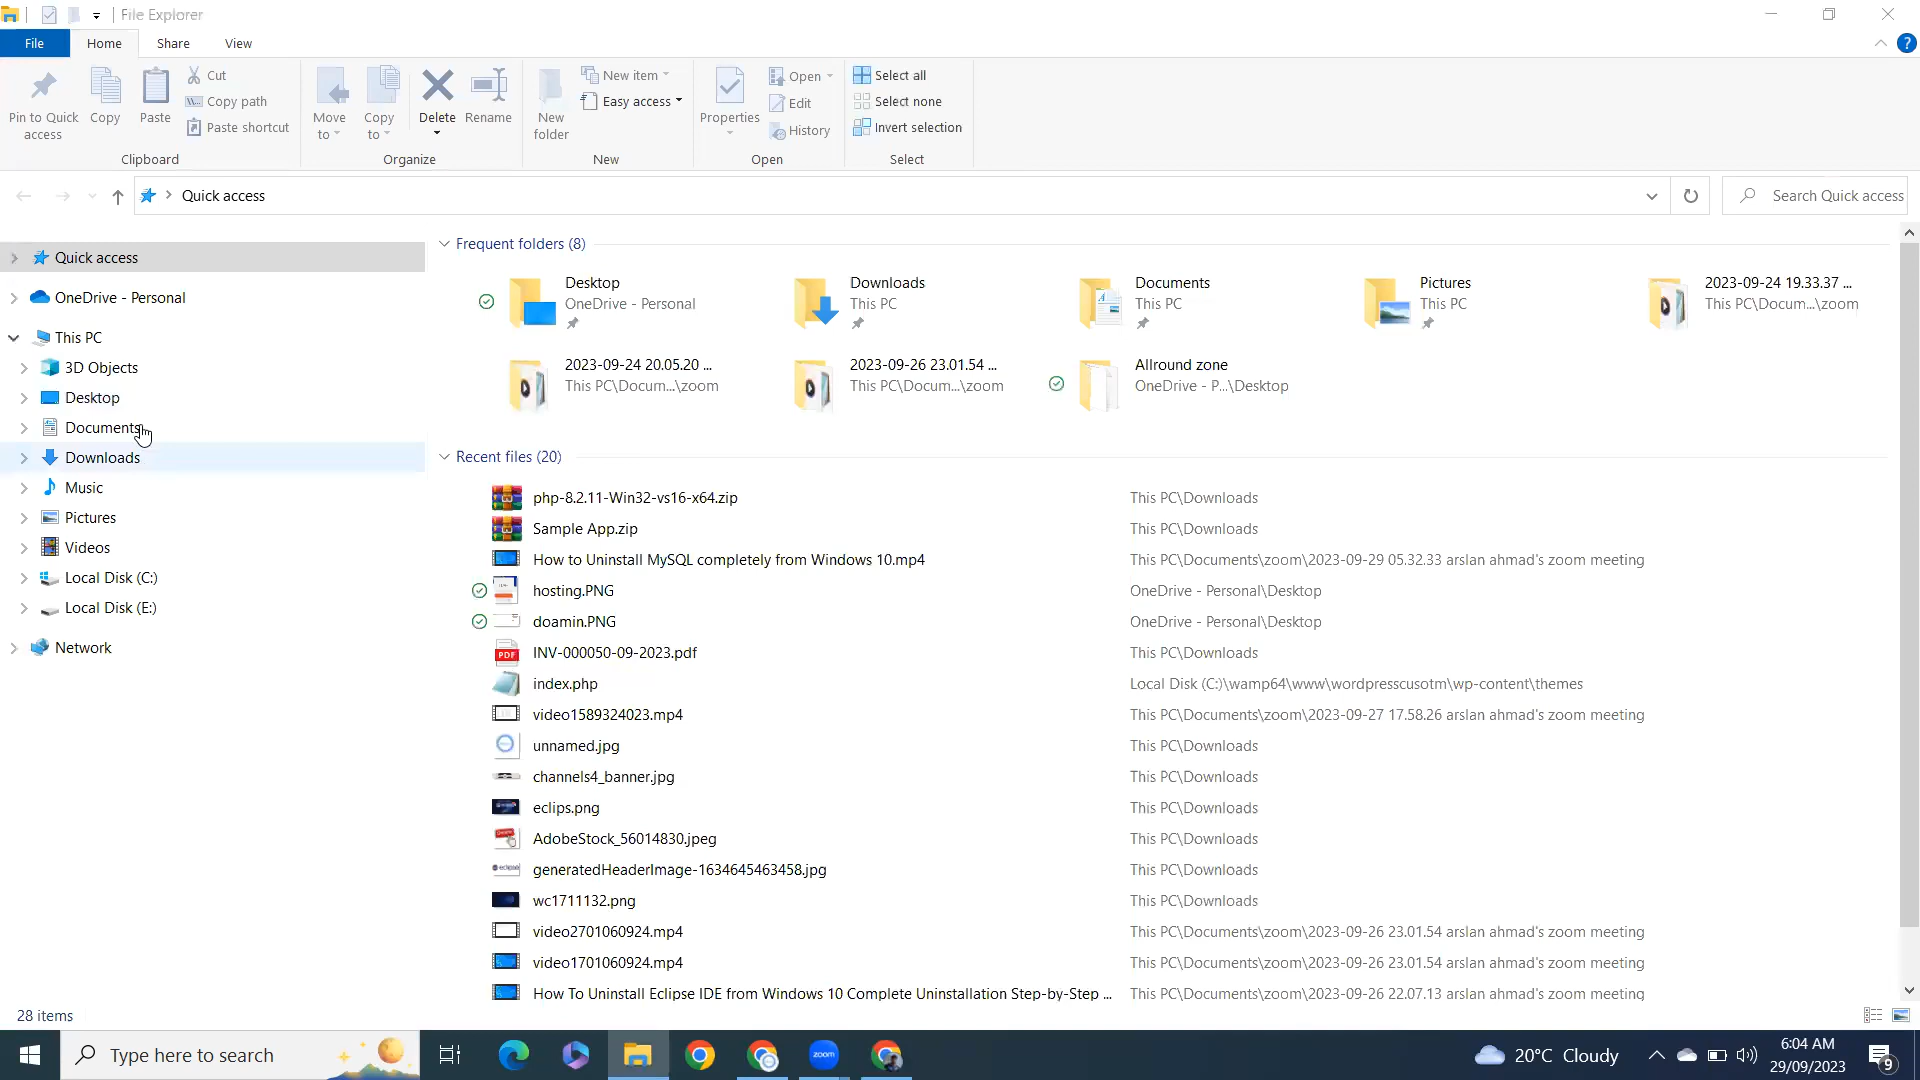 File Explorer
File Home Share View
Pin to Quick access
Copy
Paste
Cut
Copy path
Paste shortcut
Clipboard
Move to
Copy to
Delete
Rename
Organize
New folder
New item
Easy access
New
Properties
Open
Edit
History
Open
Select all
Select none
Invert selection
Select
Quick access
Search Quick access
Quick access
OneDrive - Personal
This PC
3D Objects
Desktop
Documents
Downloads
Music
Pictures
Videos
Local Disk (C:)
Local Disk (E:)
Network
Frequent folders (8)
Desktop
OneDrive - Personal
Downloads
This PC
Documents
This PC
Pictures
This PC
2023-09-24 19.33.37 ...
This PC\Docum...\zoom
2023-09-24 20.05.20 ...
This PC\Docum...\zoom
2023-09-26 23.01.54 ...
This PC\Docum...\zoom
Allround zone
OneDrive - P...\Desktop
Recent files (20)
php-8.2.11-Win32-vs16-x64.zip This PC\Downloads
Sample App.zip This PC\Downloads
How to Uninstall MySQL completely from Windows 10.mp4 This PC\Documents\zoom\2023-09-29 05.32.33 arslan ahmad's zoom meeting
hosting.PNG OneDrive - Personal\Desktop
doamin.PNG OneDrive - Personal\Desktop
PDF INV-000050-09-2023.pdf This PC\Downloads
index.php Local Disk (C:)\wamp64\www\wordpresscusotm\wp-content\themes
video1589324023.mp4 This PC\Documents\zoom\2023-09-27 17.58.26 arslan ahmad's zoom meeting
unnamed.jpg This PC\Downloads
channels4_banner.jpg This PC\Downloads
eclips.png This PC\Downloads
AdobeStock_56014830.jpeg This PC\Downloads
generatedHeaderImage-1634645463458.jpg This PC\Downloads
wc1711132.png This PC\Downloads
video2701060924.mp4 This PC\Documents\zoom\2023-09-26 23.01.54 arslan ahmad's zoom meeting
video1701060924.mp4 This PC\Documents\zoom\2023-09-26 23.01.54 arslan ahmad's zoom meeting
How To Uninstall Eclipse IDE from Windows 10 Complete Uninstallation Step-by-Step ... This PC\Documents\zoom\2023-09-26 22.07.13 arslan ahmad's zoom meeting
28 items
Type here to search
zoom
20°C Cloudy
6:04 AM
29/09/2023
9